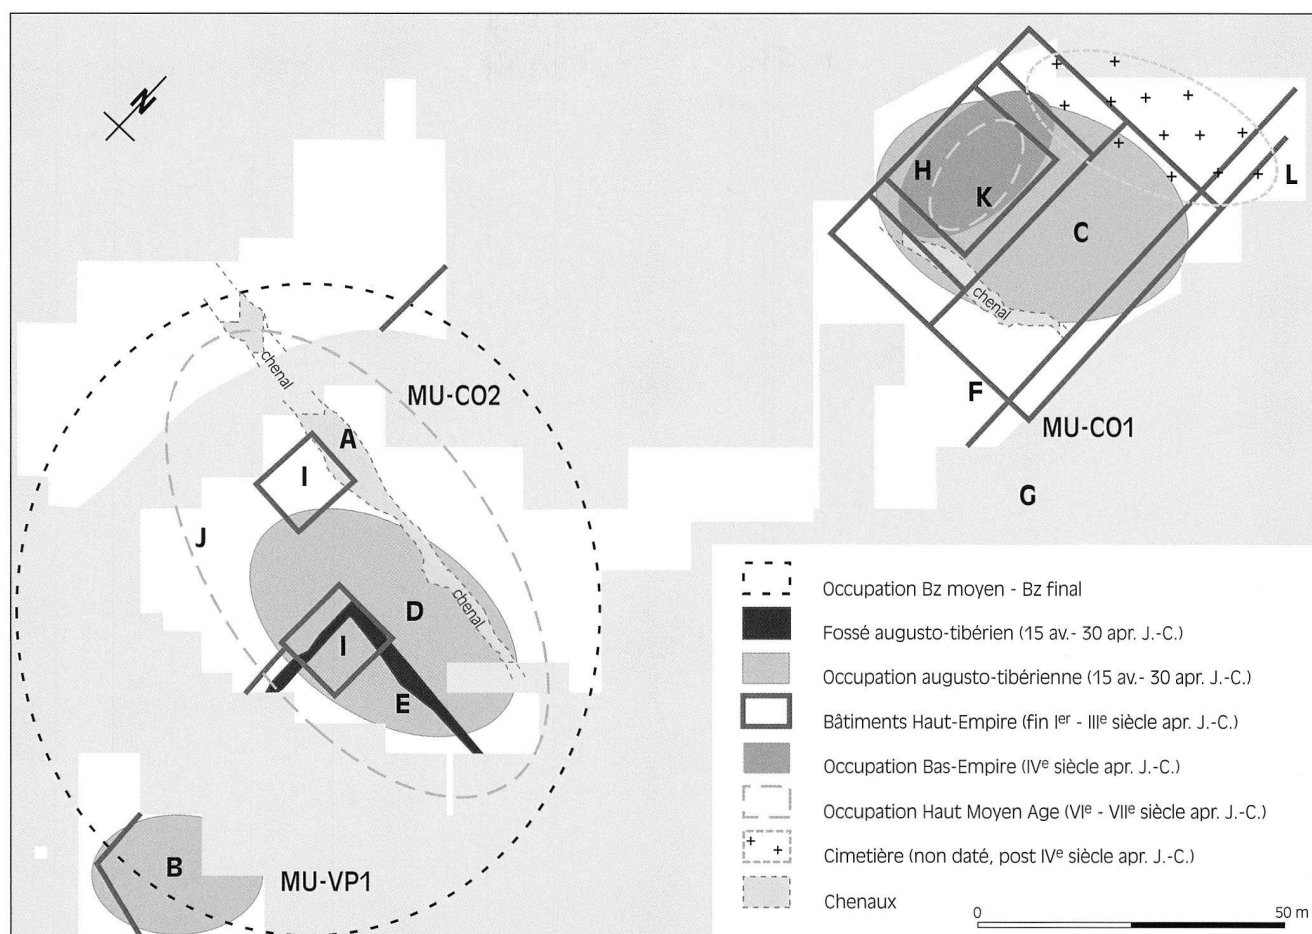 N
H
K
L
C
chenal
chenal
MU-CO2
F
MU-CO1
A
I
G
J
D
chenal
I
E
B
MU-VP1
Occupation Bz moyen - Bz final
Fossé augusto-tibérien (15 av.- 30 apr. J.-C.)
Occupation augusto-tibérienne (15 av.- 30 apr. J.-C.)
Bâtiments Haut-Empire (fin Ier - IIIe siècle apr. J.-C.)
Occupation Bas-Empire (IVe siècle apr. J.-C.)
Occupation Haut Moyen Age (VIe - VIIe siècle apr. J.-C.)
Cimetière (non daté, post IVe siècle apr. J.-C.)
Chenaux
0 50 m